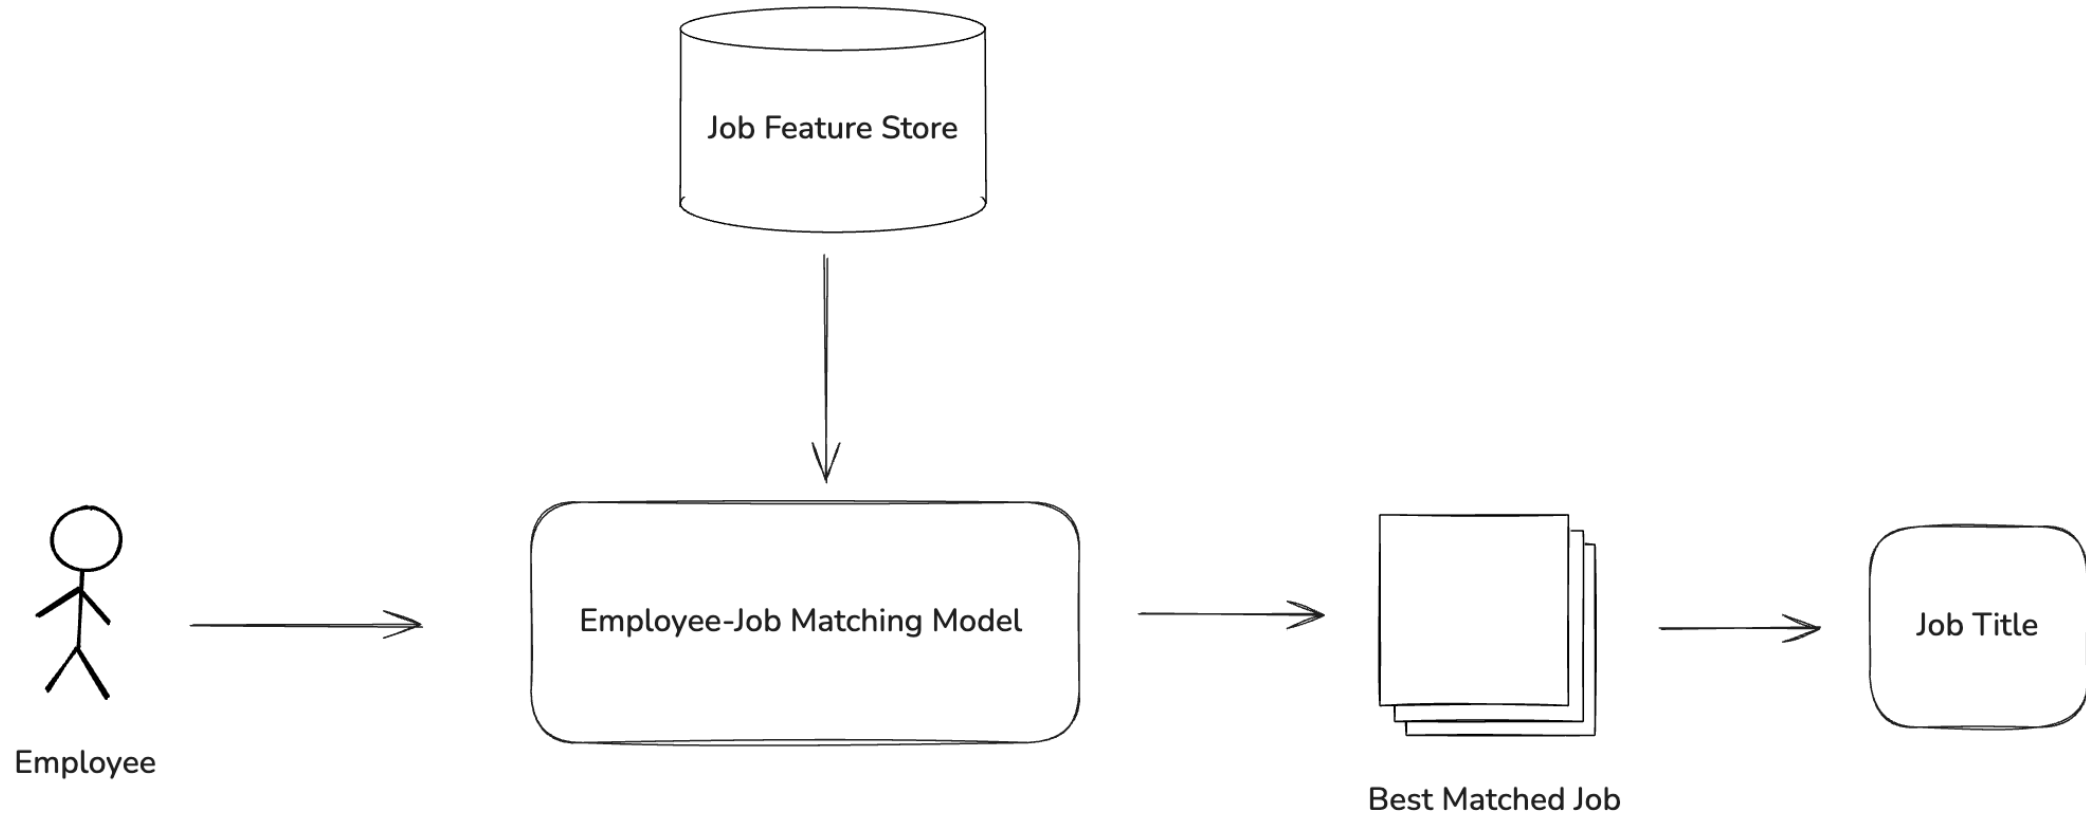 Job Feature Store
Employee-Job Matching Model
Job Title
Employee
Best Matched Job